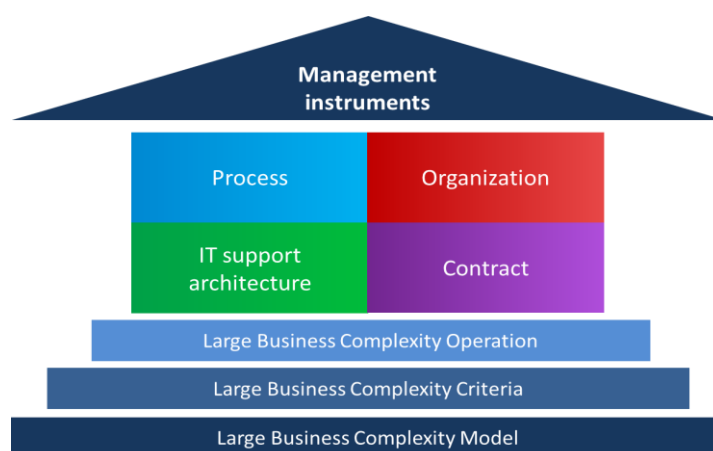 Management
instruments
Process
Organization
IT support
architecture
Contract
Large Business Complexity Operation
Large Business Complexity Criteria
Large Business Complexity Model